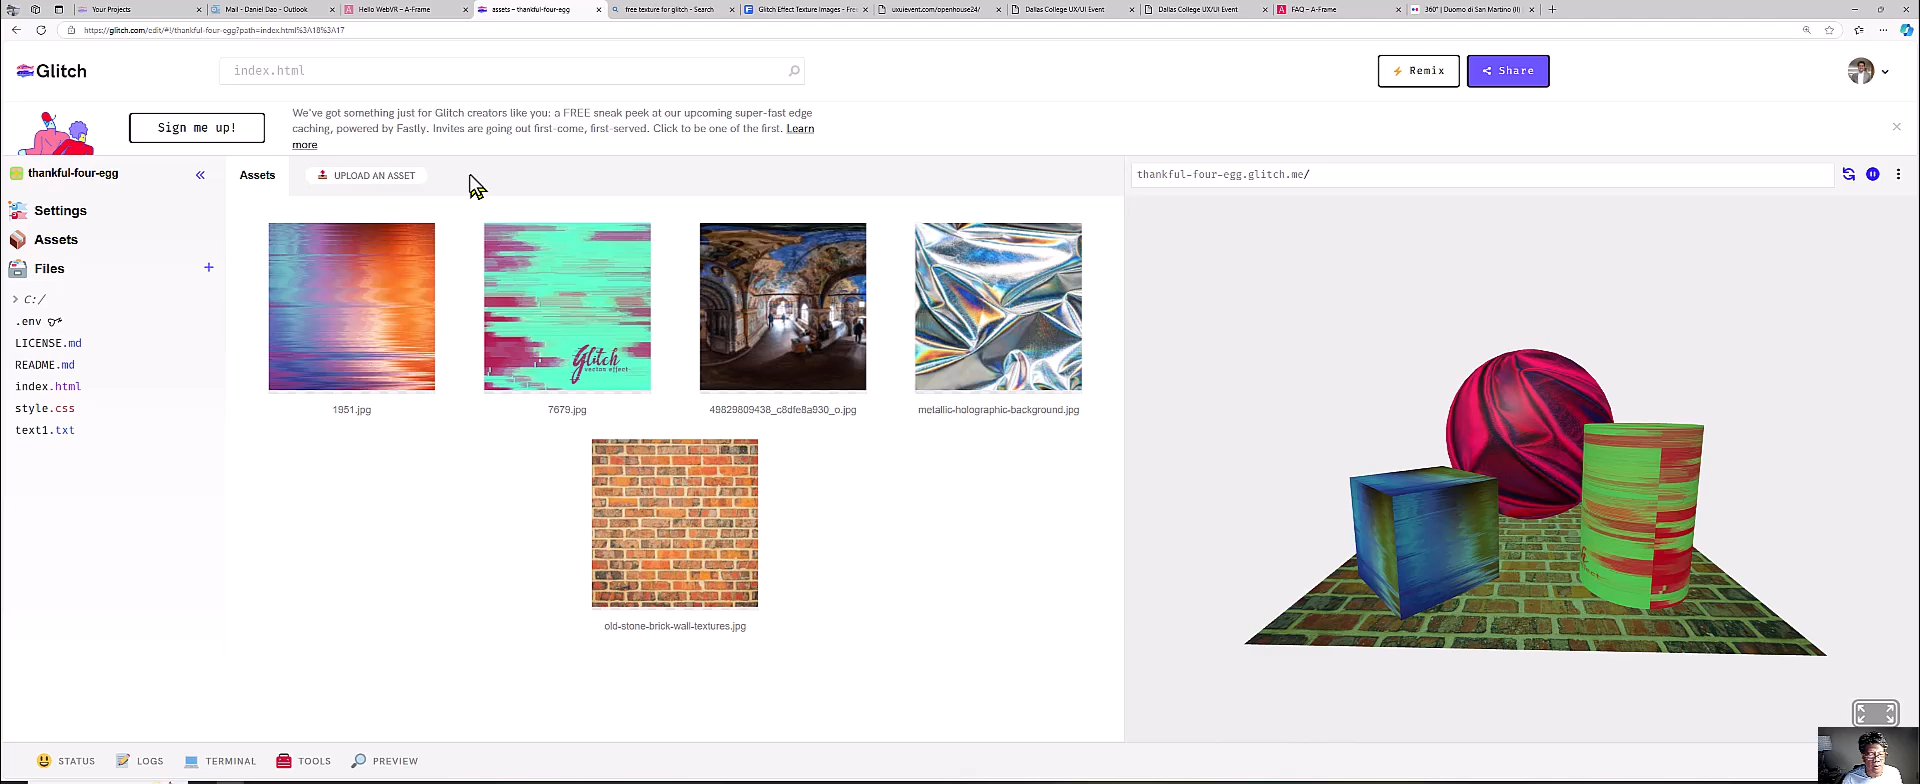 Your Projects
Mail - Daniel Dao - Outlook
Hello WebVR – A-Frame
assets – thankful-four-egg
free texture for glitch - Search
Glitch Effect Texture Images – Free
uxuievent.com/openhouse24/
Dallas College UX/UI Event
Dallas College UX/UI Event
FAQ – A-Frame
360° | Duomo di San Martino (II)
https://glitch.com/edit/#!/thankful-four-egg?path=index.html%3A18%3A17
Glitch
index.html
Remix
Share
Sign me up!
We've got something just for Glitch creators like you: a FREE sneak peek at our upcoming super-fast edge
caching, powered by Fastly. Invites are going out first-come, first-served. Click to be one of the first. Learn
more
thankful-four-egg
Assets
UPLOAD AN ASSET
thankful-four-egg.glitch.me/
Settings
Assets
Files
C:/
.env
LICENSE.md
README.md
index.html
style.css
text1.txt
Glitch
vector effect
1951.jpg
7679.jpg
49829809438_c8dfe8a930_o.jpg
metallic-holographic-background.jpg
old-stone-brick-wall-textures.jpg
STATUS
LOGS
TERMINAL
TOOLS
PREVIEW